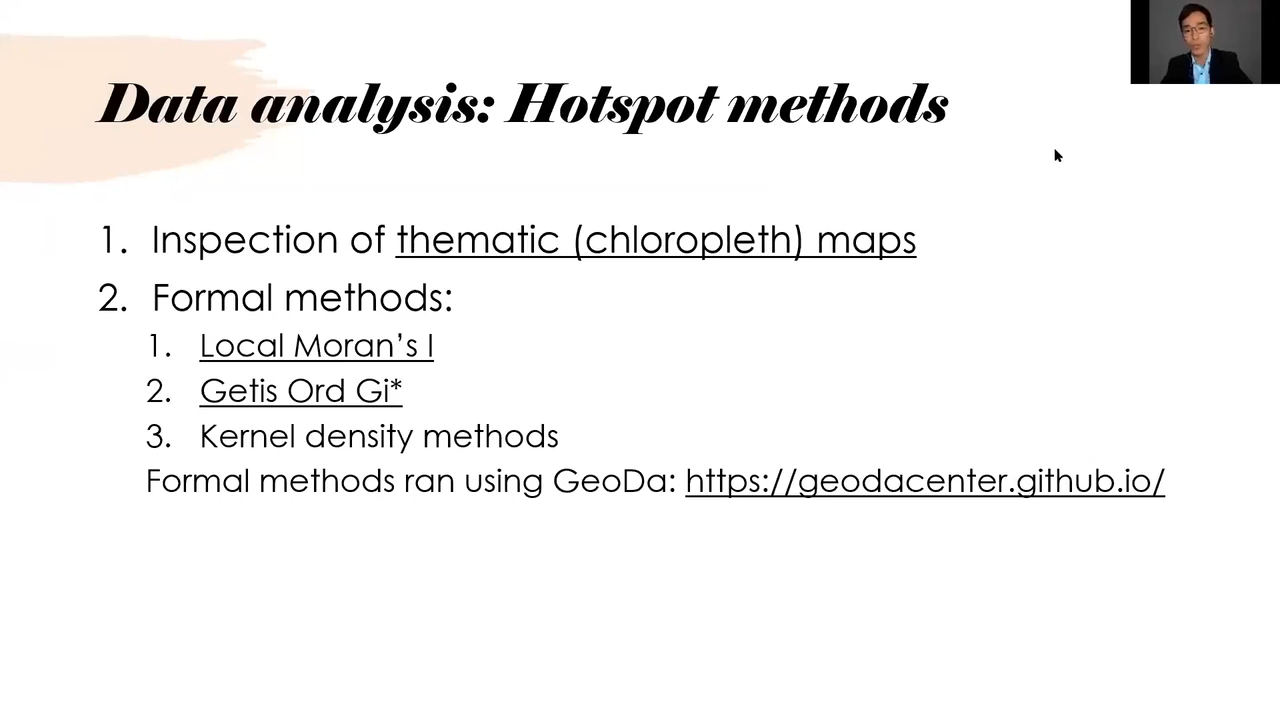 Data analysis: Hotspot methods
1. Inspection of thematic (chloropleth) maps
2. Formal methods:
1. Local Moran’s I
2. Getis Ord Gi*
3. Kernel density methods
Formal methods ran using GeoDa: https://geodacenter.github.io/